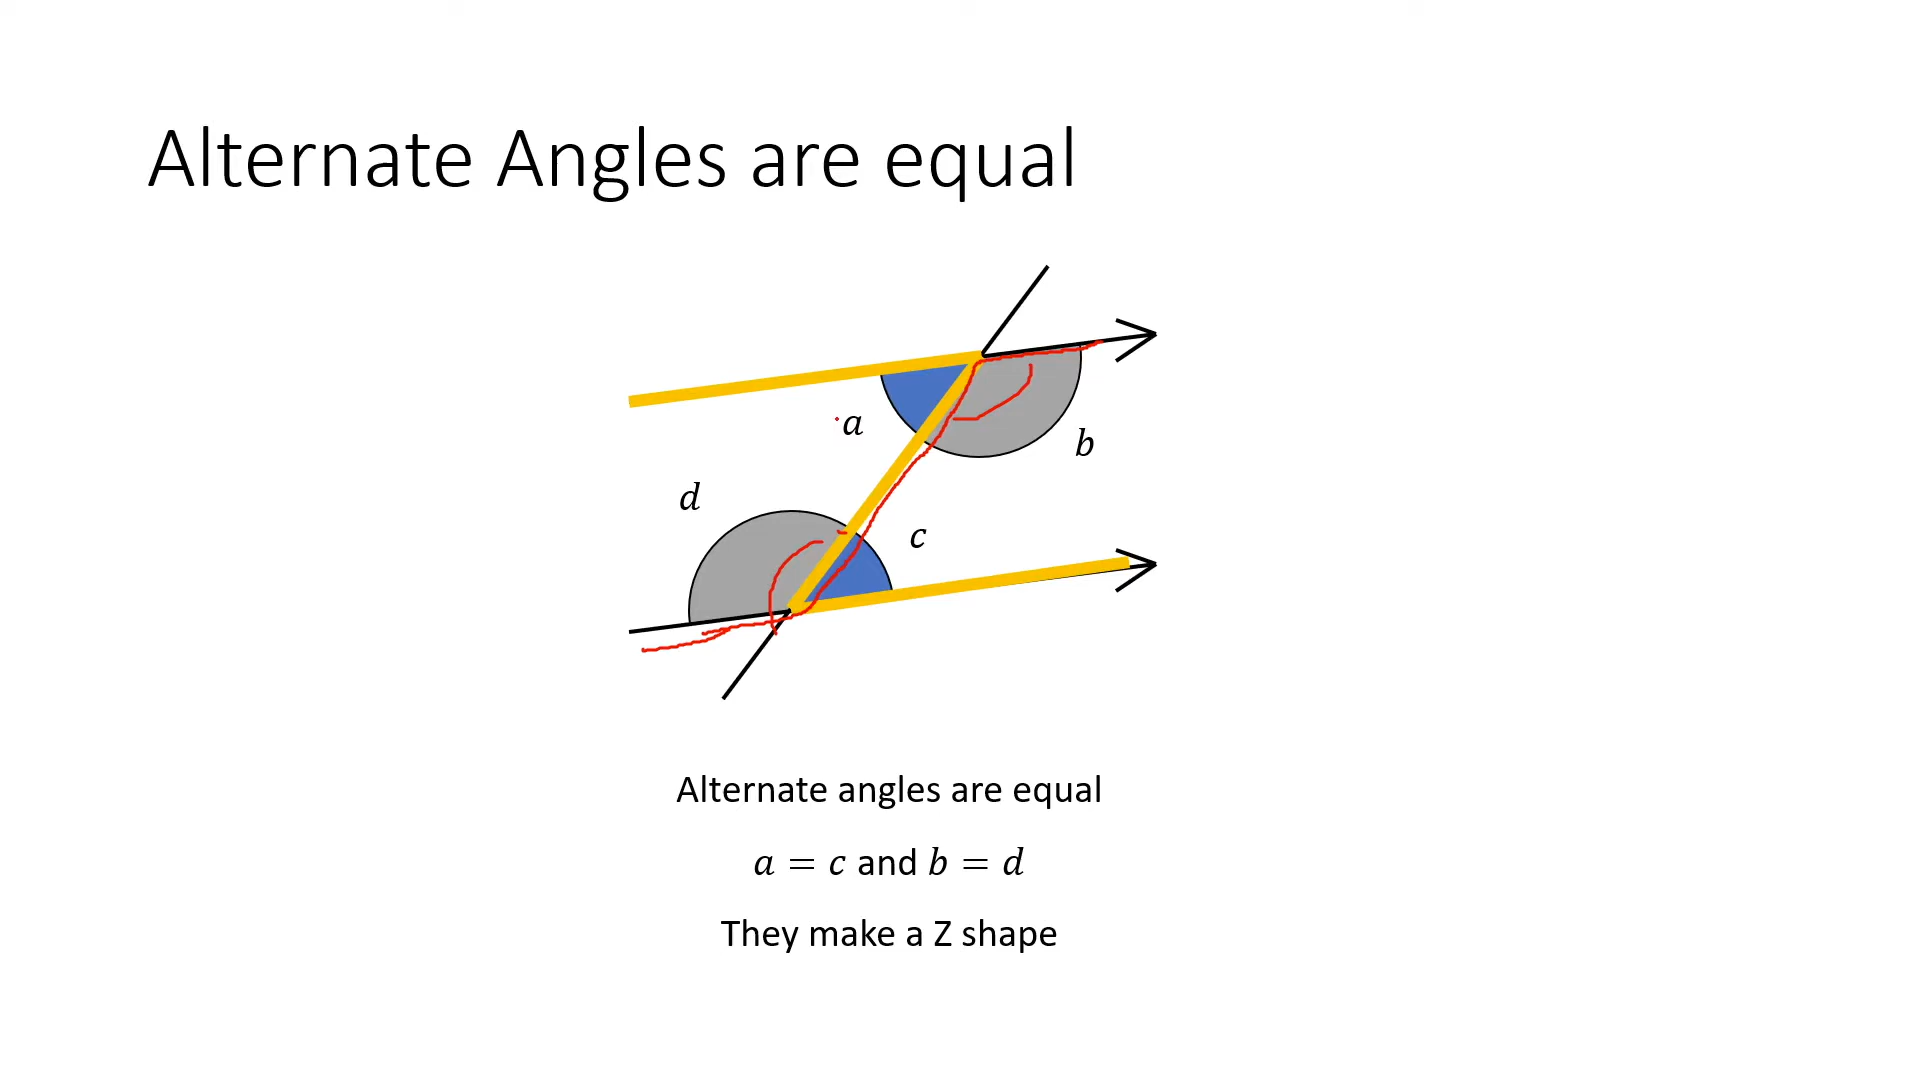 Alternate Angles are equal
a
b
d
c
Alternate angles are equal
a = c and b = d
They make a Z shape